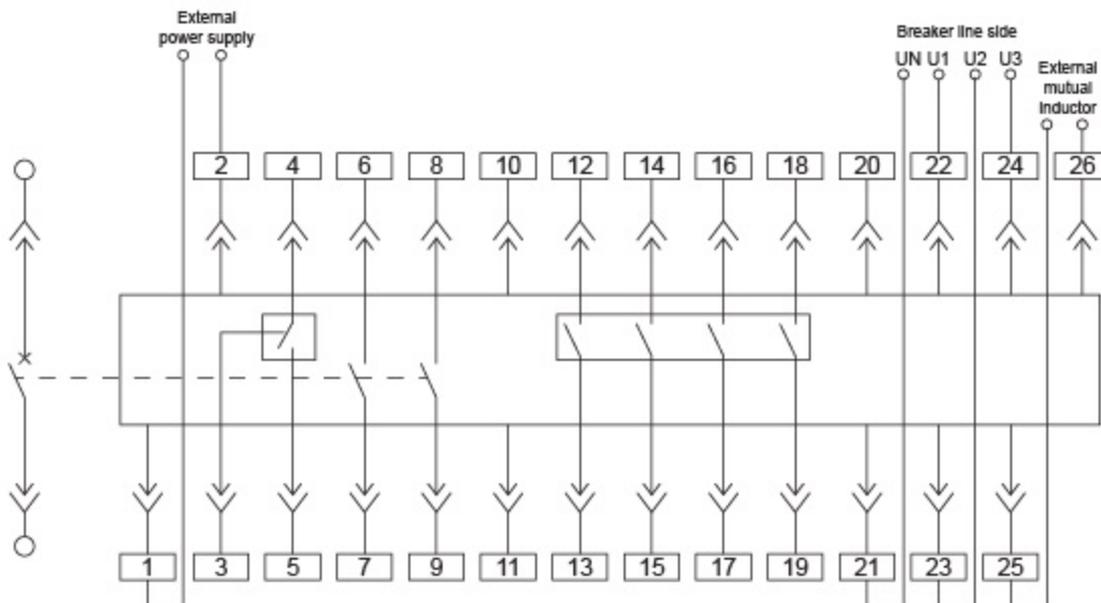 External
power supply
Breaker line side
UN U1 U2 U3
External
mutual
inductor
2 4 6 8 10 12 14 16 18 20 22 24 26
1 3 5 7 9 11 13 15 17 19 21 23 25